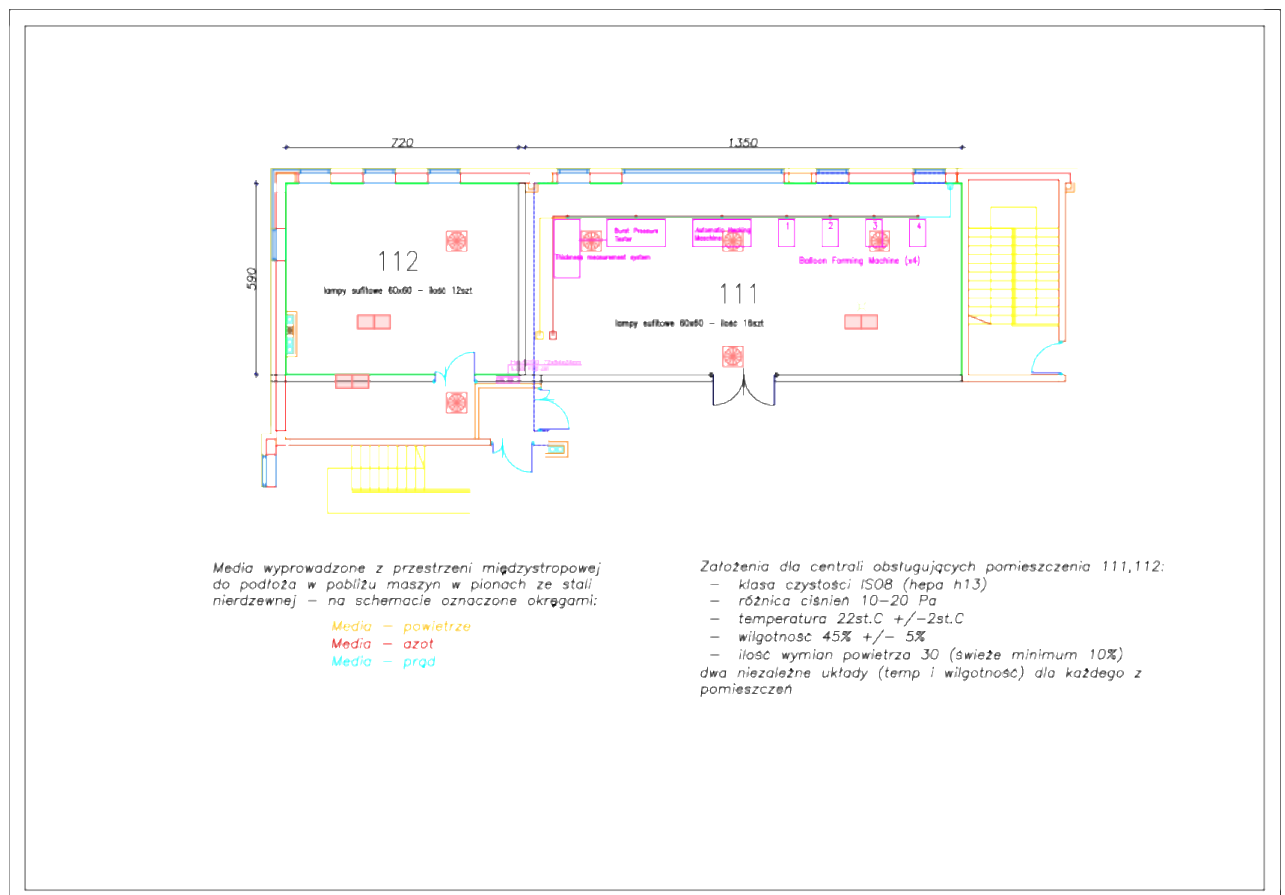 720
1350
590
112
lampy sufitowe 60x60 – ilość 12szt
Burst Pressure
Tester
Automatic Necking
Maschine
1
2
3
4
Thickness measurement system
Balloon Forming Machine (x4)
111
lampy sufitowe 60x60 – ilość 16szt
Media wyprowadzone z przestrzeni międzystropowej
do podłoża w pobliżu maszyn w pionach ze stali
nierdzewnej – na schemacie oznaczone okręgami:
Media – powietrze
Media – azot
Media – prąd
Założenia dla centrali obsługujących pomieszczenia 111,112:
– klasa czystości ISO8 (hepa h13)
– różnica ciśnień 10–20 Pa
– temperatura 22st.C +/–2st.C
– wilgotność 45% +/– 5%
– ilość wymian powietrza 30 (świeże minimum 10%)
dwa niezależne układy (temp i wilgotność) dla każdego z
pomieszczeń